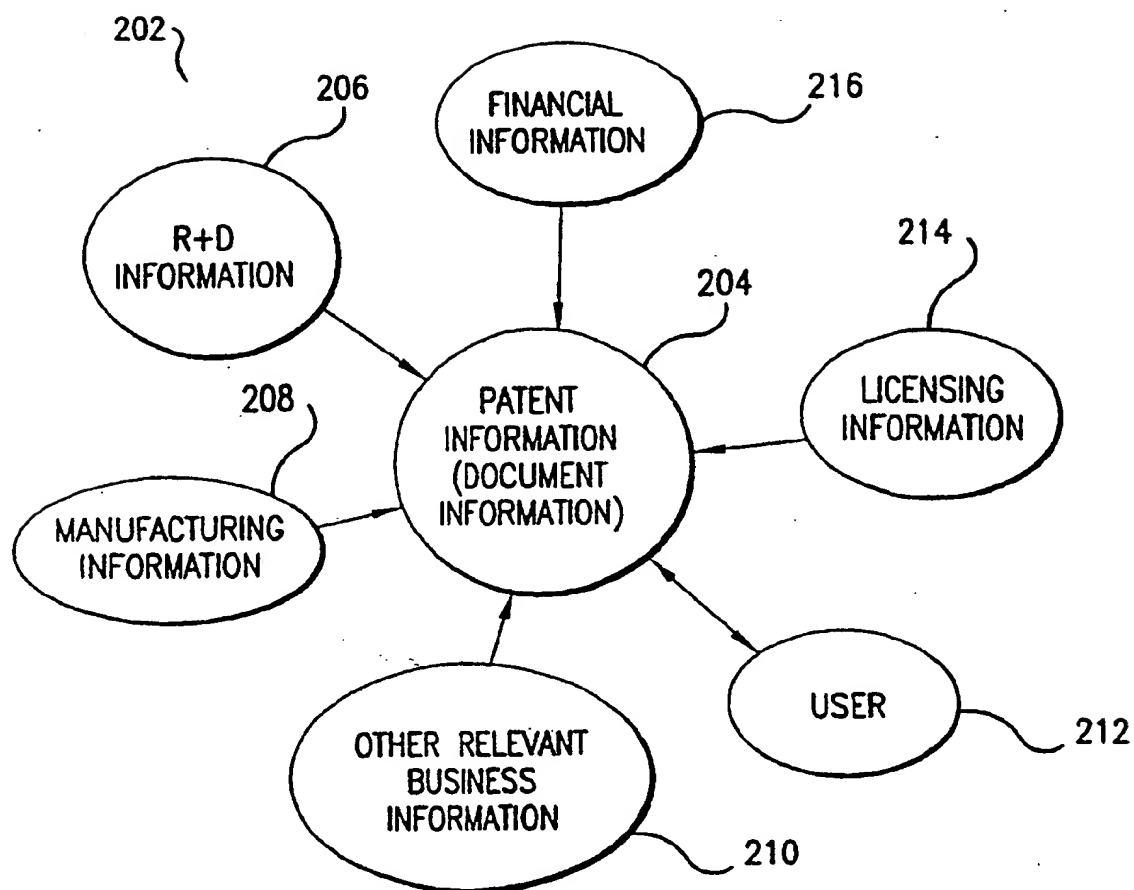 202
206
FINANCIAL
INFORMATION
216
R+D
INFORMATION
214
204
208
PATENT
INFORMATION
(DOCUMENT
INFORMATION)
LICENSING
INFORMATION
MANUFACTURING
INFORMATION
USER
212
OTHER RELEVANT
BUSINESS
INFORMATION
210